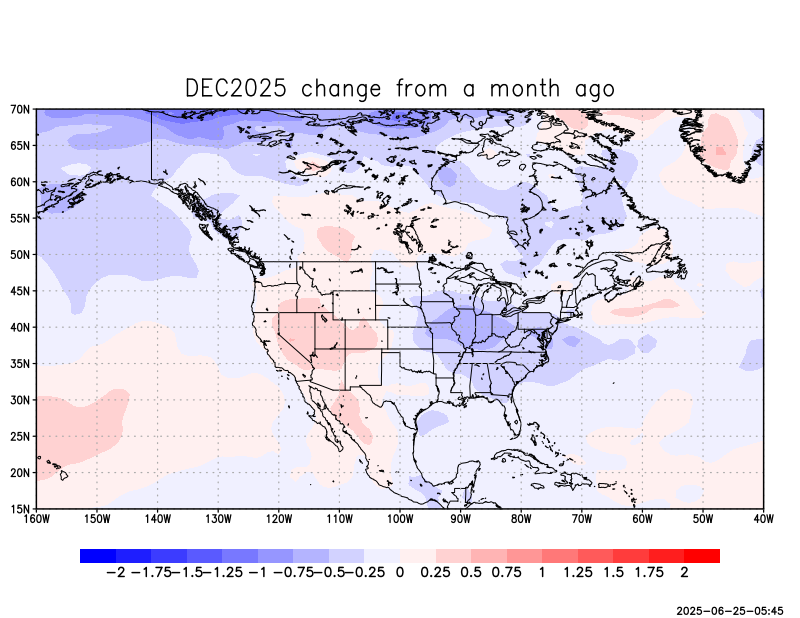 DEC2025 change from a month ago
70N
65N
60N
55N
50N
45N
40N
35N
30N
25N
20N
15N
160W 150W 140W 130W 120W 110W 100W 90W 80W 70W 60W 50W 40W
−2 −1.75 −1.5 −1.25 −1 −0.75 −0.5 −0.25 0 0.25 0.5 0.75 1 1.25 1.5 1.75 2
2025−06−25−05:45